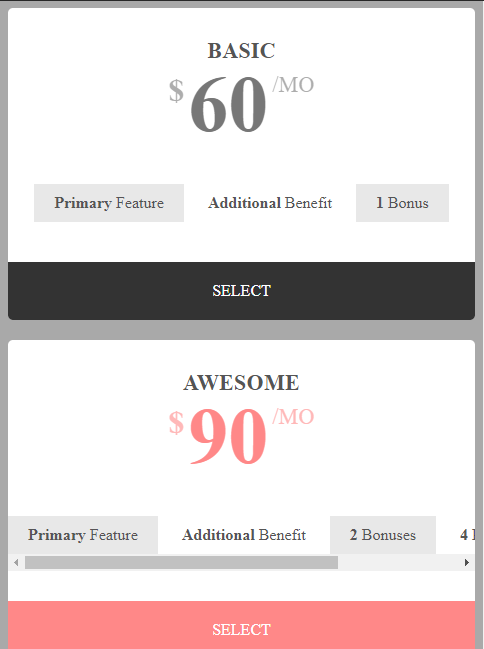 BASIC
$60/MO
Primary Feature Additional Benefit 1 Bonus
SELECT
AWESOME
$90/MO
Primary Feature Additional Benefit 2 Bonuses 4
SELECT